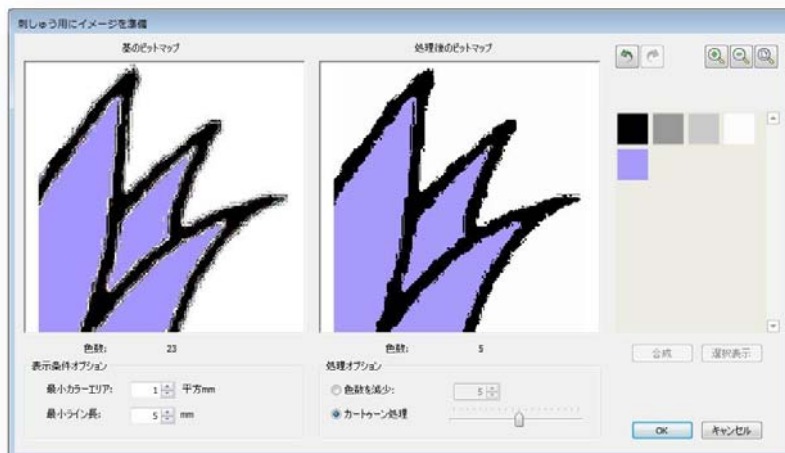 刺しゅう用にイメージを準備
基のビットマップ
処理後のビットマップ
色数: 23
色数: 5
表示条件オプション
最小カラーエリア: 1 平方mm
最小ライン長: 5 mm
処理オプション
色数を減少: 5
カートゥーン処理
合成
選択表示
OK
キャンセル